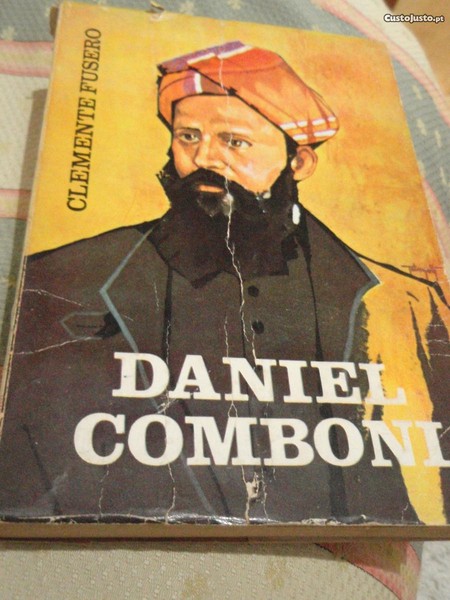 CustoJusto.pt
CLEMENTE FUSERO
DANIEL
COMBONI